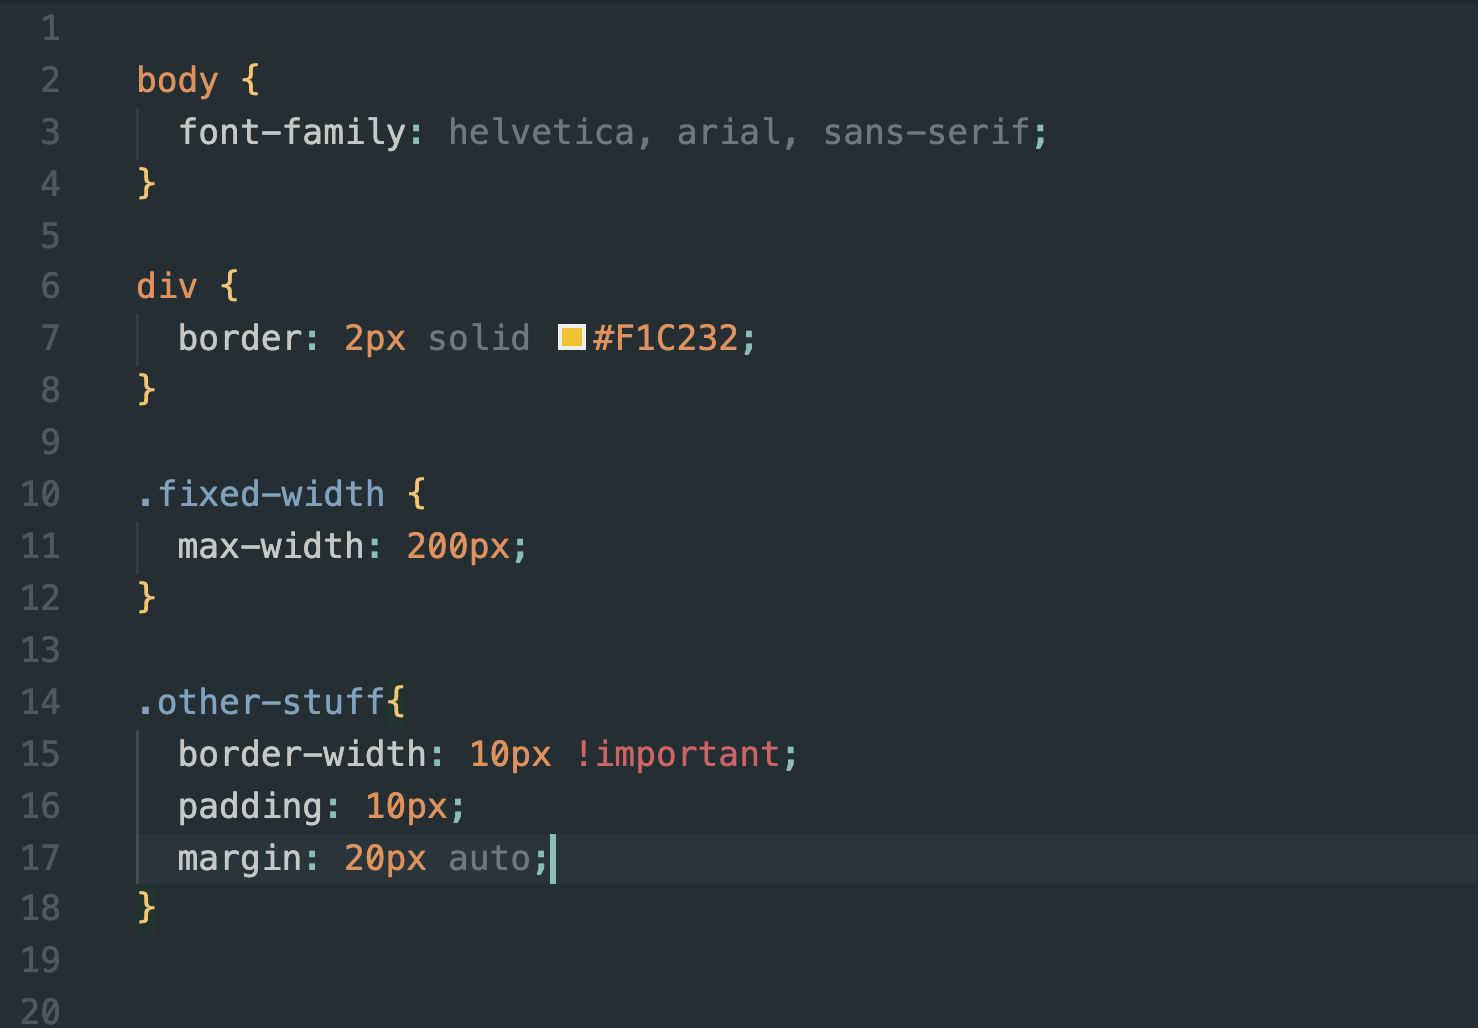 1
2 body {
3 font-family: helvetica, arial, sans-serif;
4 }
5
6 div {
7 border: 2px solid #F1C232;
8 }
9
10 .fixed-width {
11 max-width: 200px;
12 }
13
14 .other-stuff{
15 border-width: 10px !important;
16 padding: 10px;
17 margin: 20px auto;
18 }
19
20